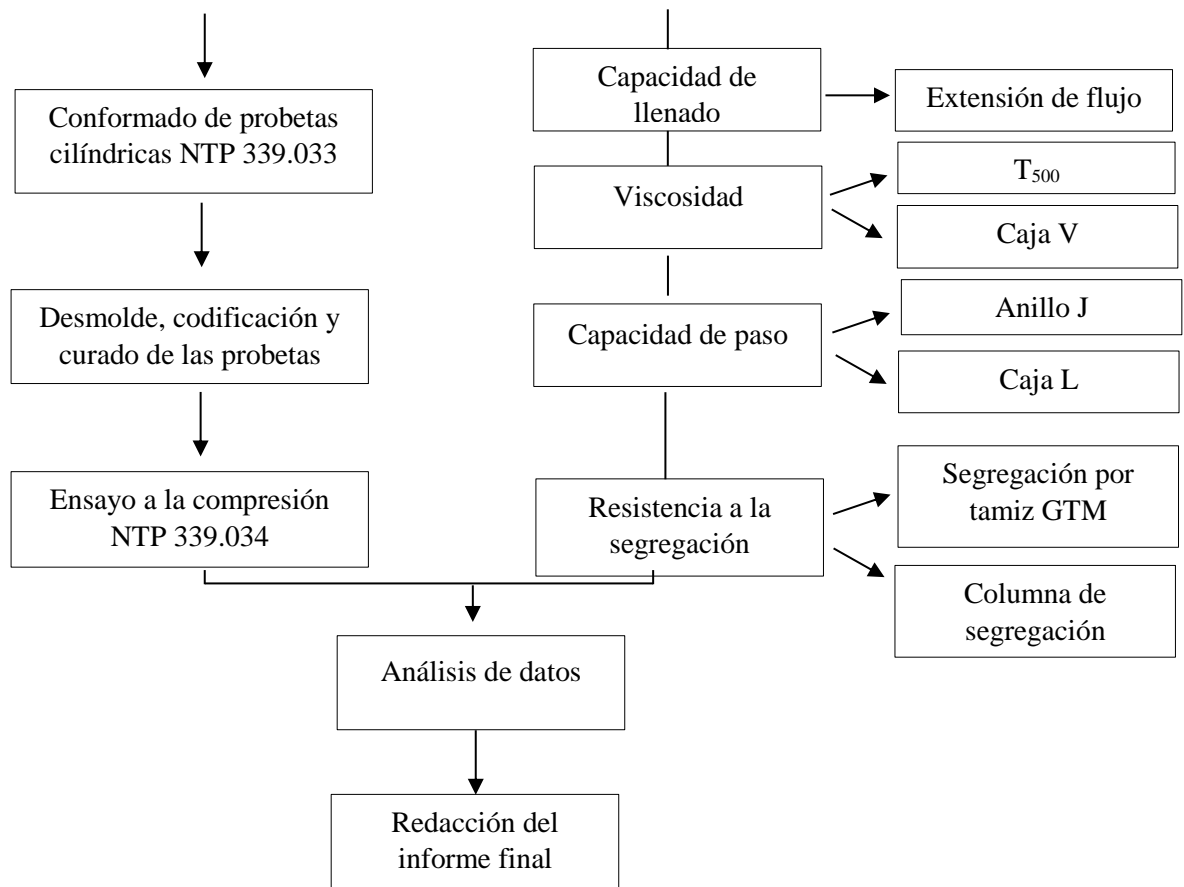 Conformado de probetas
cilíndricas NTP 339.033
Desmolde, codificación y
curado de las probetas
Ensayo a la compresión
NTP 339.034
Capacidad de
llenado
Extensión de flujo
Viscosidad
T500
Caja V
Capacidad de paso
Anillo J
Caja L
Resistencia a la
segregación
Segregación por
tamiz GTM
Columna de
segregación
Análisis de datos
Redacción del
informe final